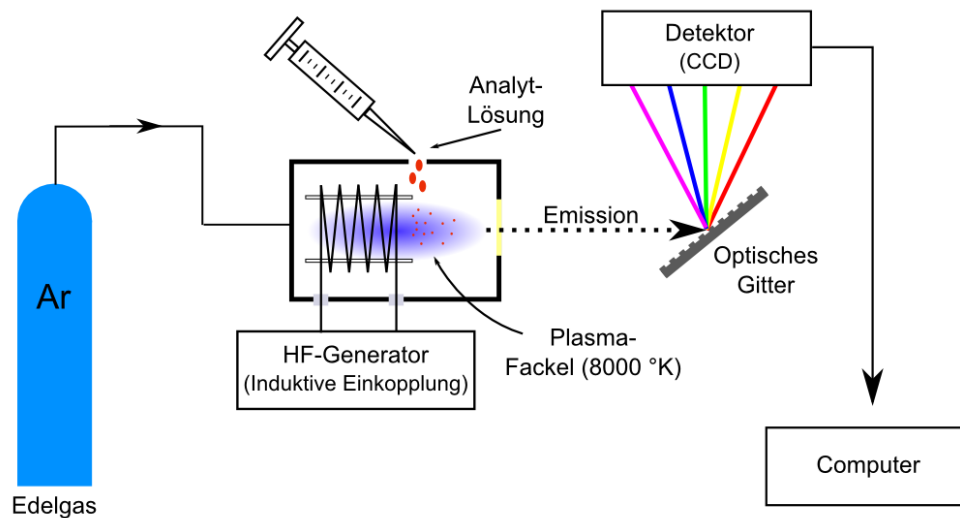 Detektor
(CCD)
Analyt-
Lösung
Emission
Optisches
Gitter
Ar
HF-Generator
(Induktive Einkopplung)
Plasma-
Fackel (8000 °K)
Computer
Edelgas